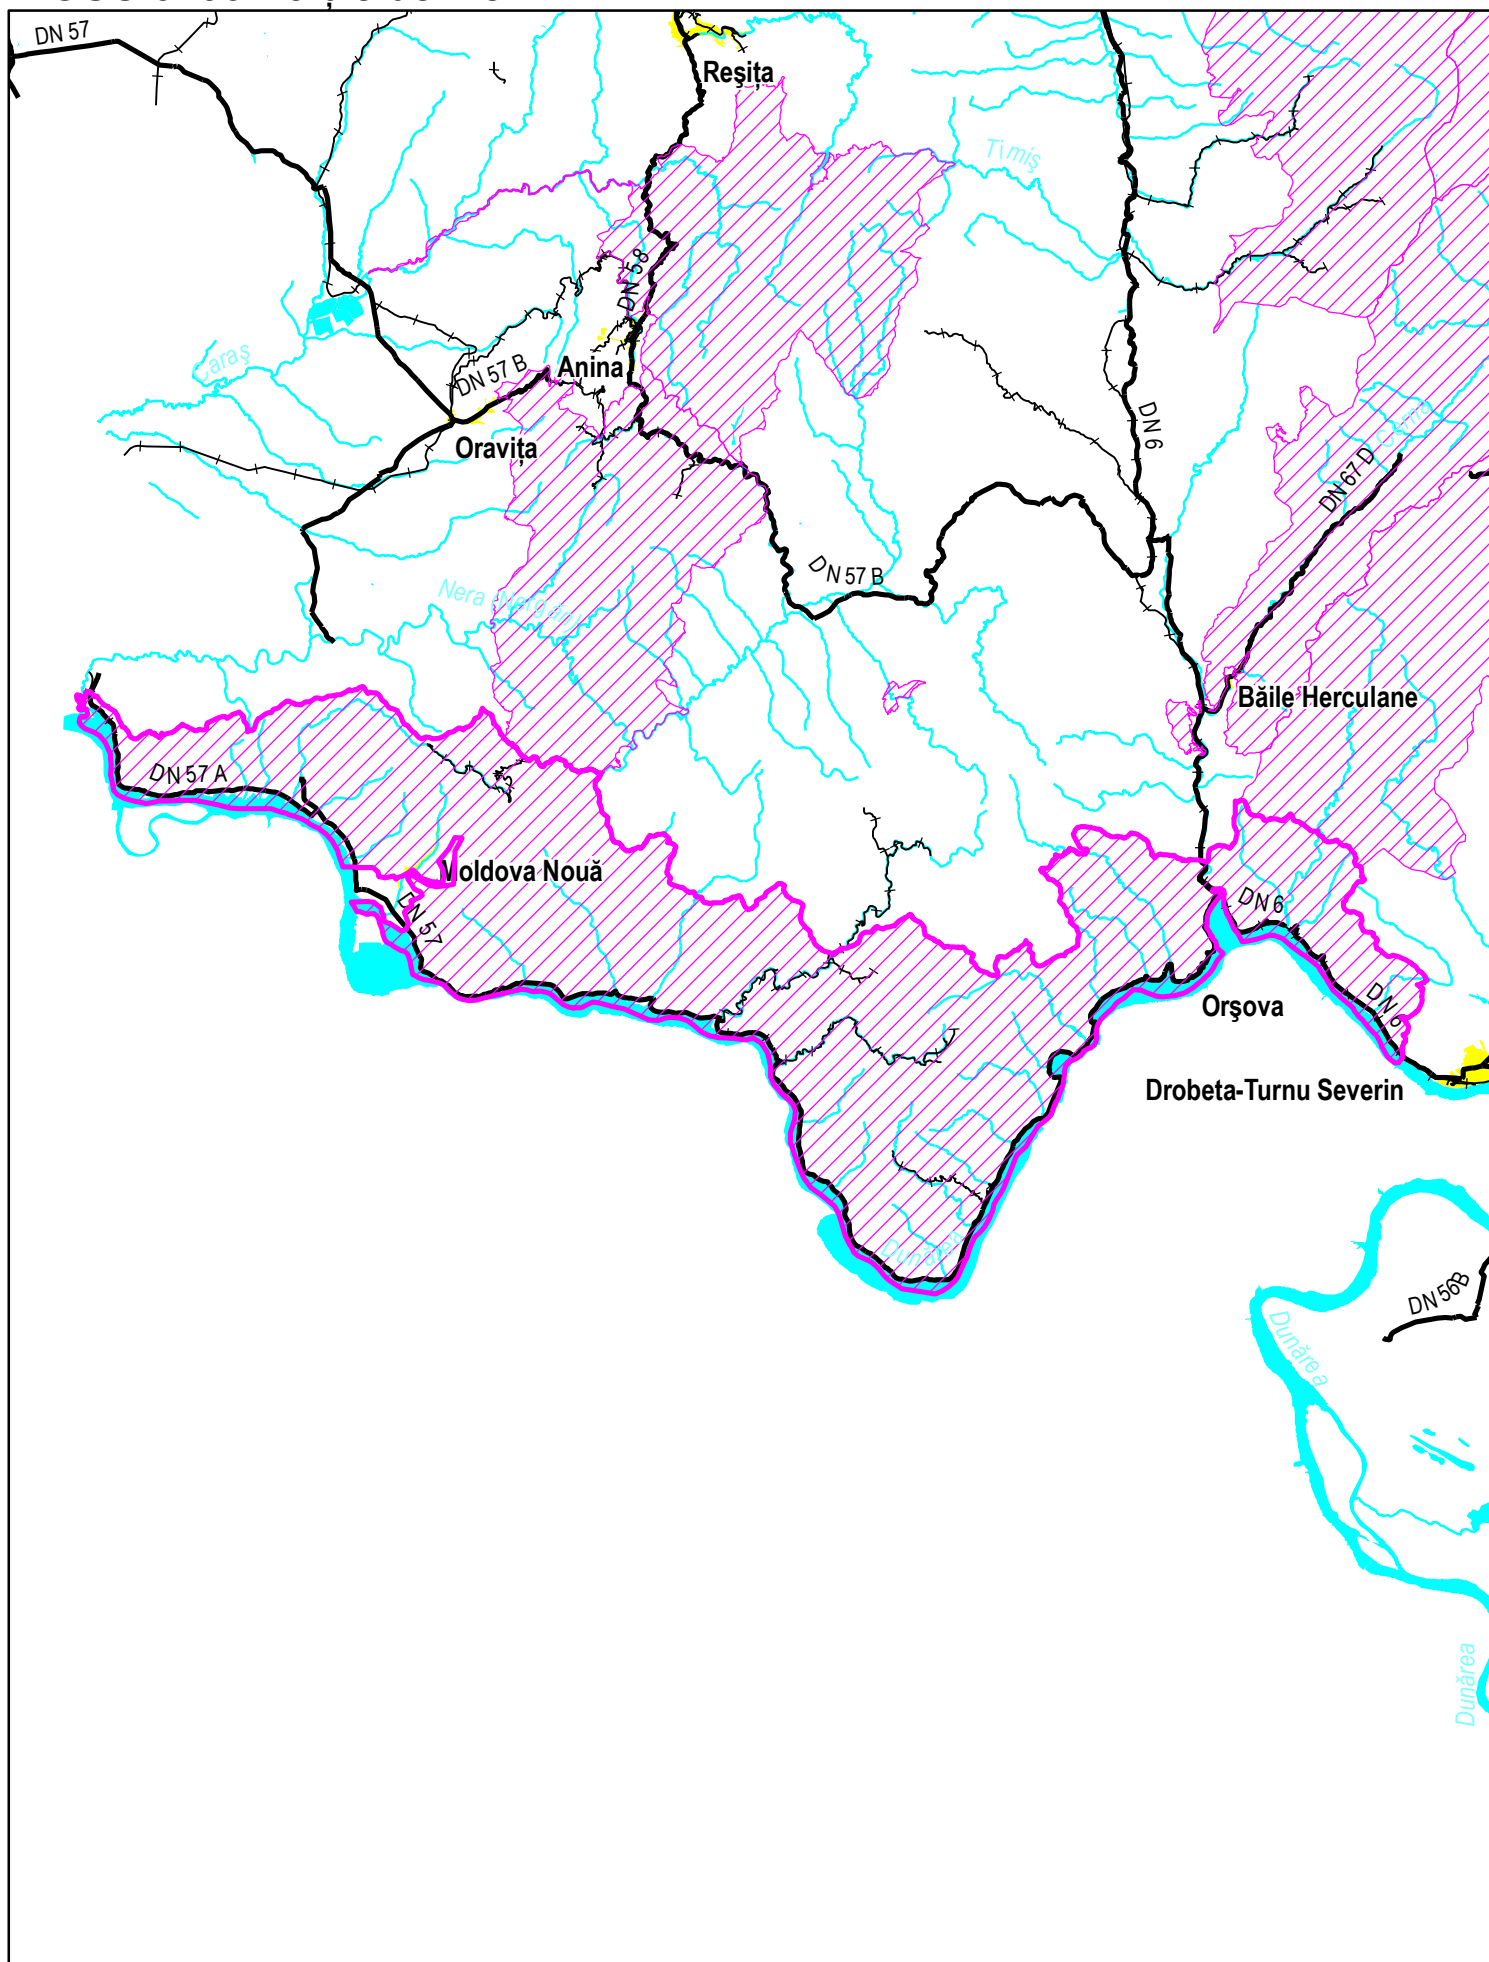 DN 57
Reşiţa
Timiş
DN 58
Caraş
DN 57 B
Anina
DN 6
Cerna
Oraviţa
DN 67 D
DN 57 B
Băile Herculane
DN 57 A
Moldova Nouă
DN 57
DN 6
Orşova
DN 6
Drobeta-Turnu Severin
Dunărea
DN 56B
Dunărea
Dunărea